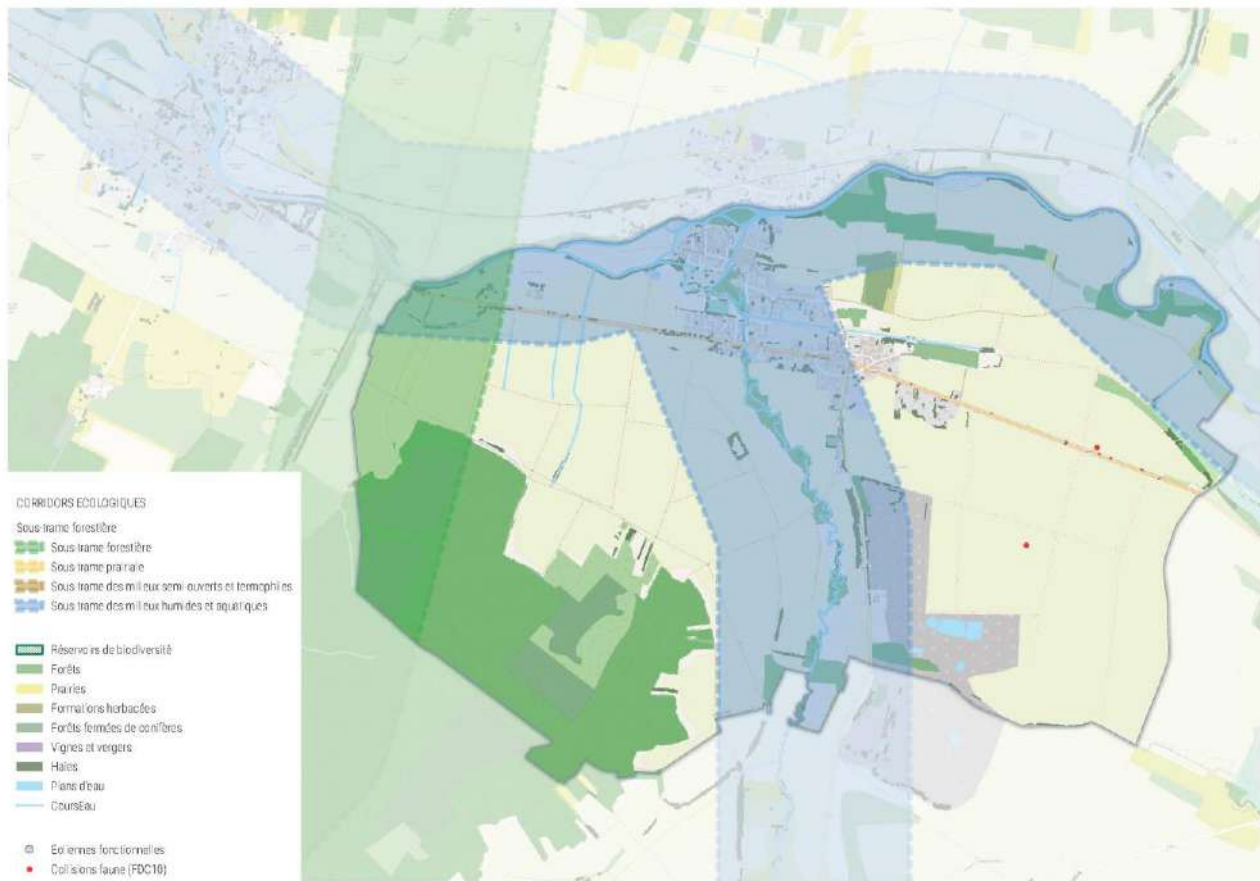 CORRIDORS ECOLOGIQUES
Sous-trame forestière
Sous trame forestière
Sous trame prairiale
Sous trame des milieux semi ouverts et termophiles
Sous trame des milieux humides et aquatiques
Réservoirs de biodiversité
Forêts
Prairies
Formations herbacées
Forêts fermées de conifères
Vignes et vergers
Haies
Plans d'eau
CoursEau
Eoliennes fonctionnelles
Collisions faune (FDC10)